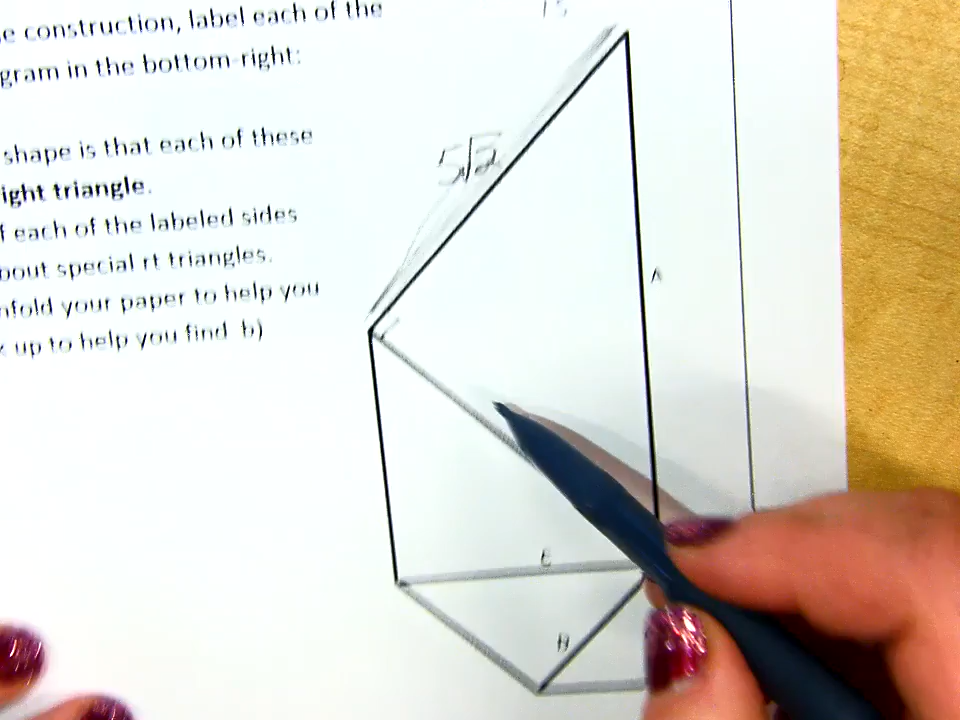 e construction, label each of the
gram in the bottom-right:
shape is that each of these
ight triangle.
f each of the labeled sides
bout special rt triangles.
nfold your paper to help you
up to help you find b)
5√2
A
E
B